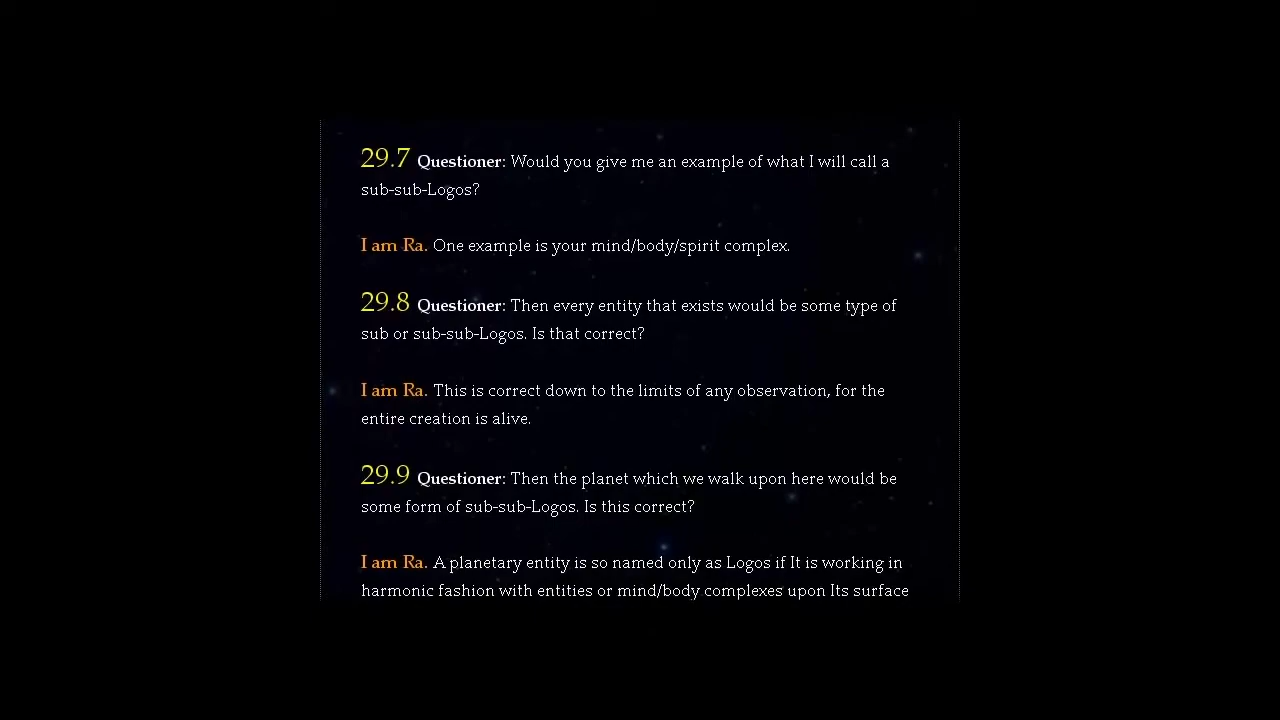 29.7 Questioner: Would you give me an example of what I will call a
sub-sub-Logos?
I am Ra. One example is your mind/body/spirit complex.
29.8 Questioner: Then every entity that exists would be some type of
sub or sub-sub-Logos. Is that correct?
I am Ra. This is correct down to the limits of any observation, for the
entire creation is alive.
29.9 Questioner: Then the planet which we walk upon here would be
some form of sub-sub-Logos. Is this correct?
I am Ra. A planetary entity is so named only as Logos if It is working in
harmonic fashion with entities or mind/body complexes upon Its surface